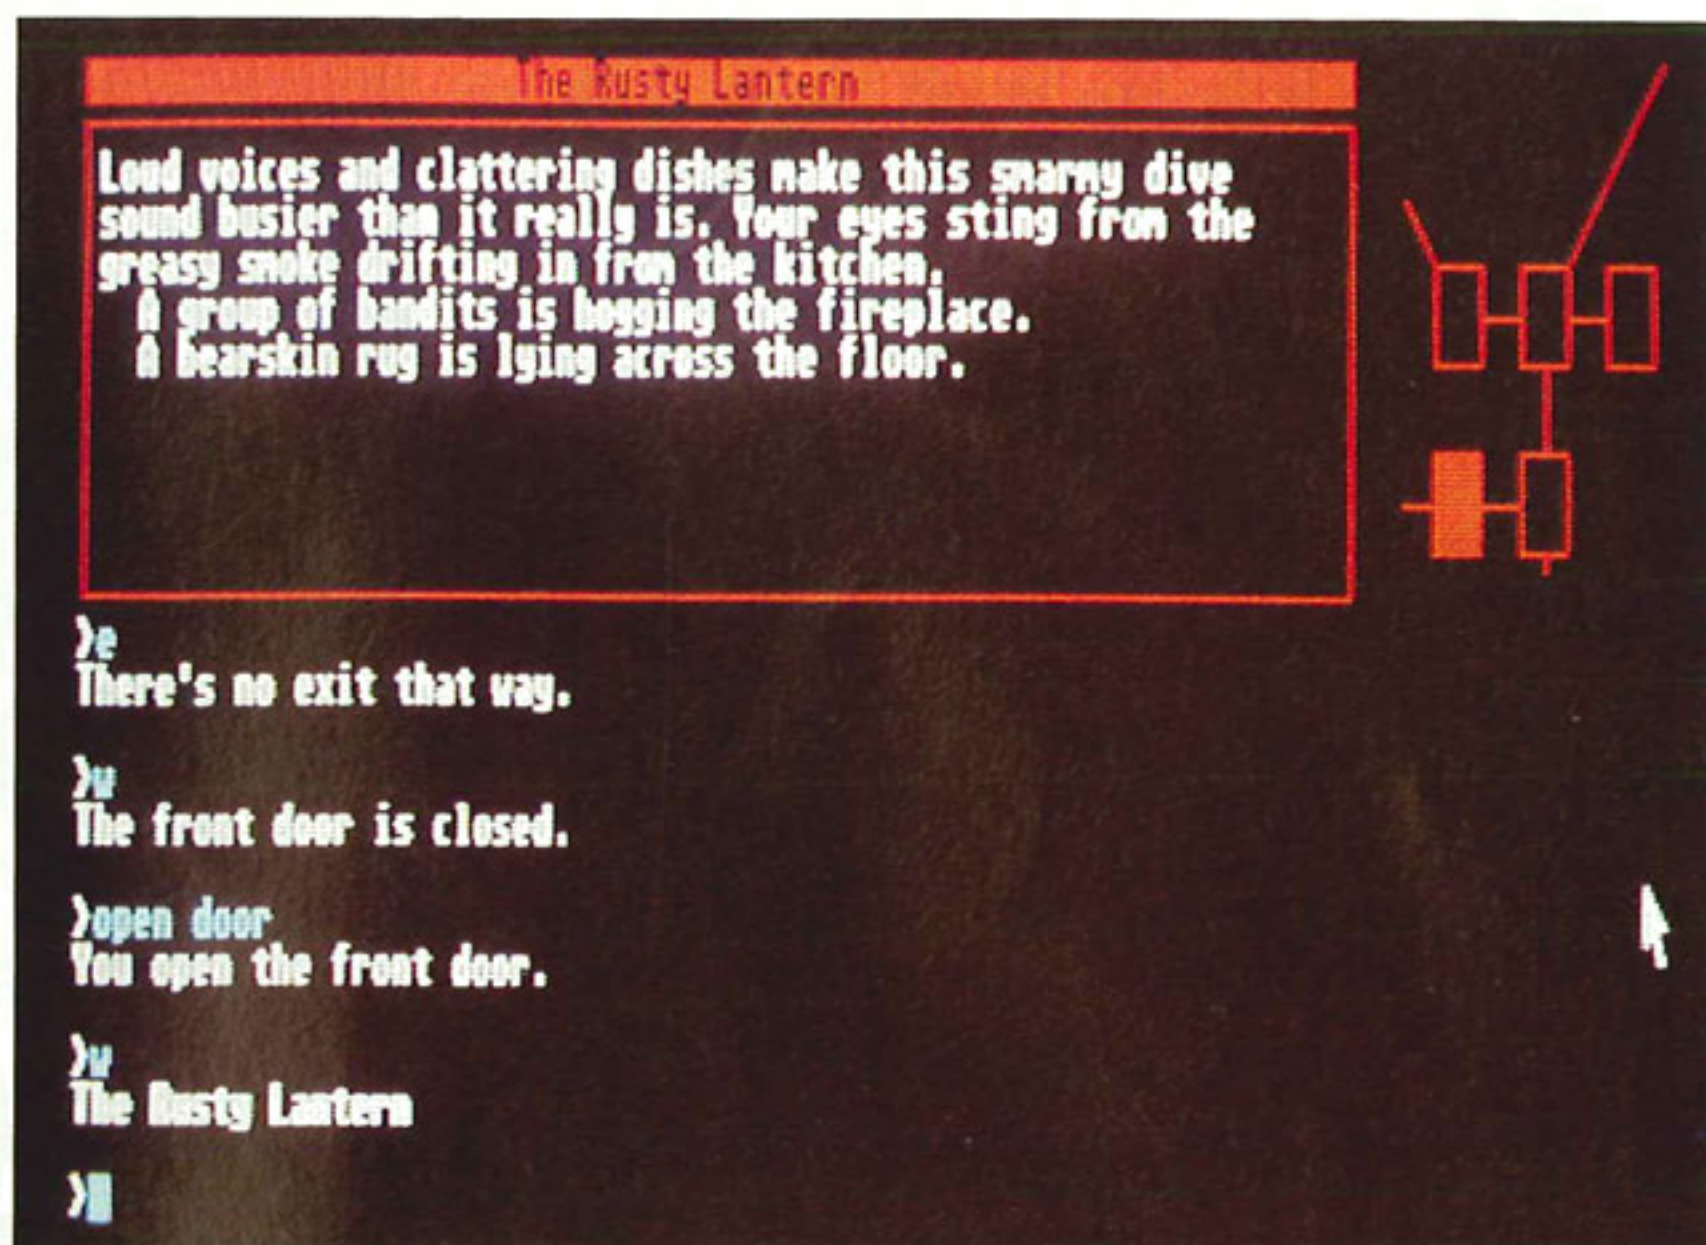 The Rusty Lantern
Loud voices and clattering dishes make this smarmy dive
sound busier than it really is. Your eyes sting from the
greasy smoke drifting in from the kitchen.
A group of bandits is hogging the fireplace.
A bearskin rug is lying across the floor.
>e
There's no exit that way.
>w
The front door is closed.
>open door
You open the front door.
>w
The Rusty Lantern
>